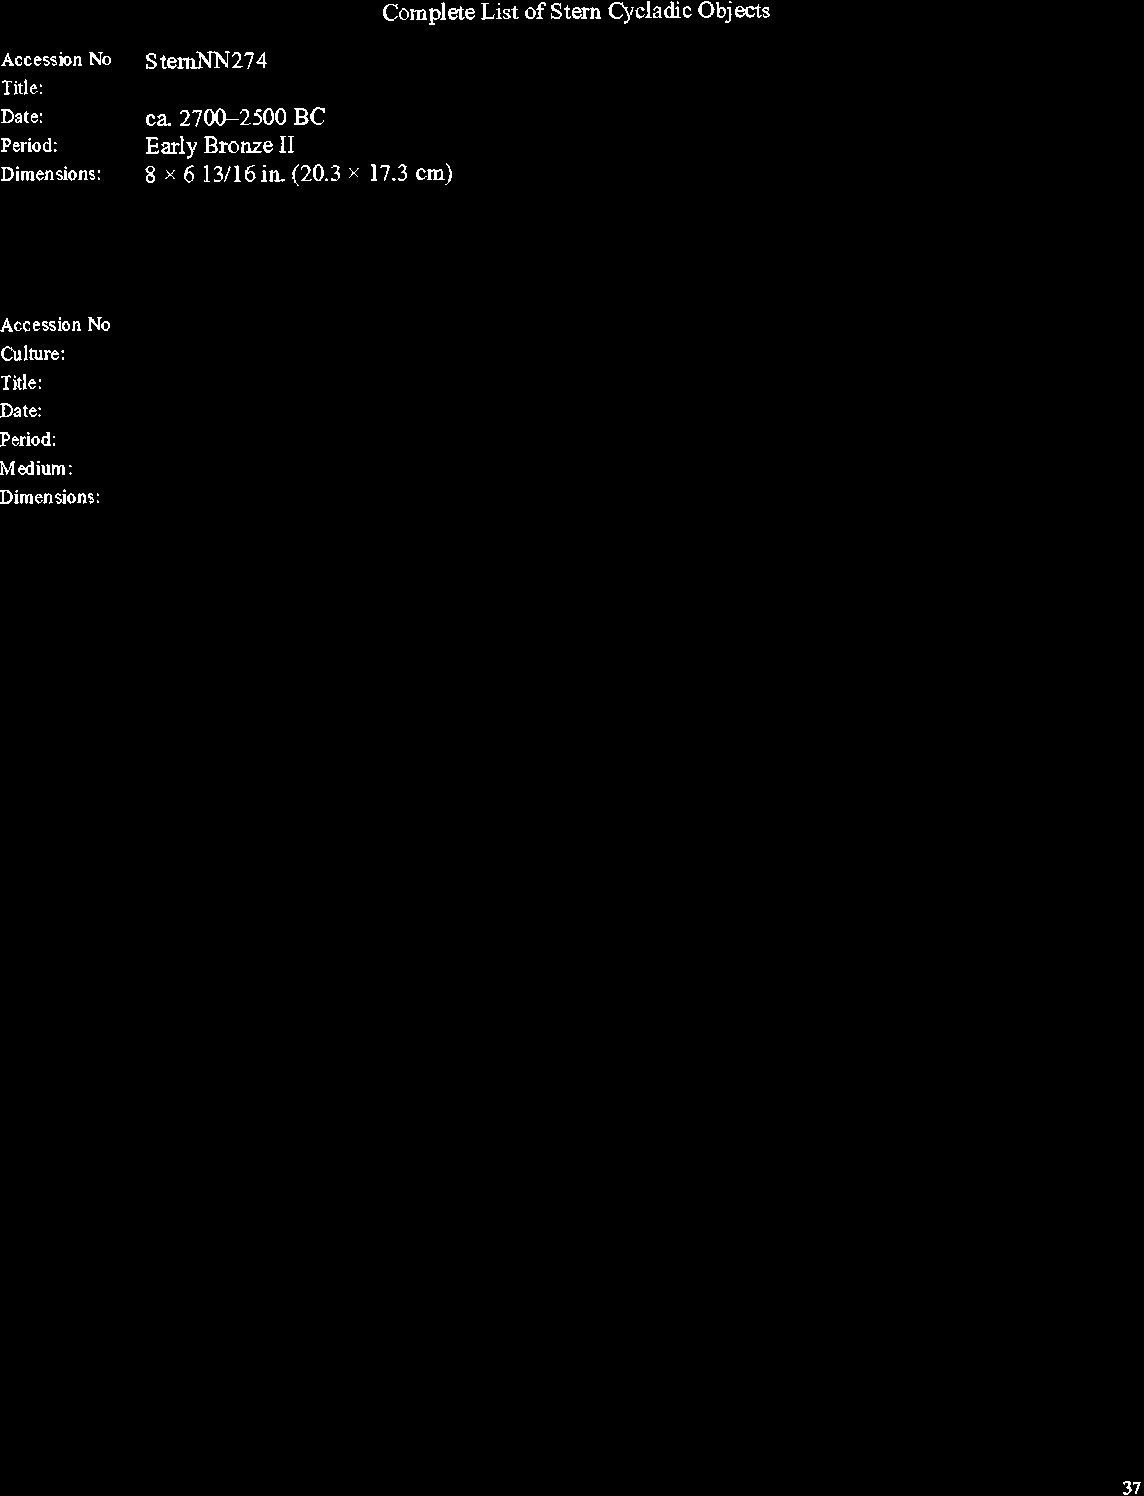 Complete List of Stern Cycladic Objects
Accession No SternNN274
Title:
Date: ca. 2700–2500 BC
Period: Early Bronze II
Dimensions: 8 × 6 13/16 in. (20.3 × 17.3 cm)
Accession No
Culture:
Title:
Date:
Period:
Medium:
Dimensions:
37